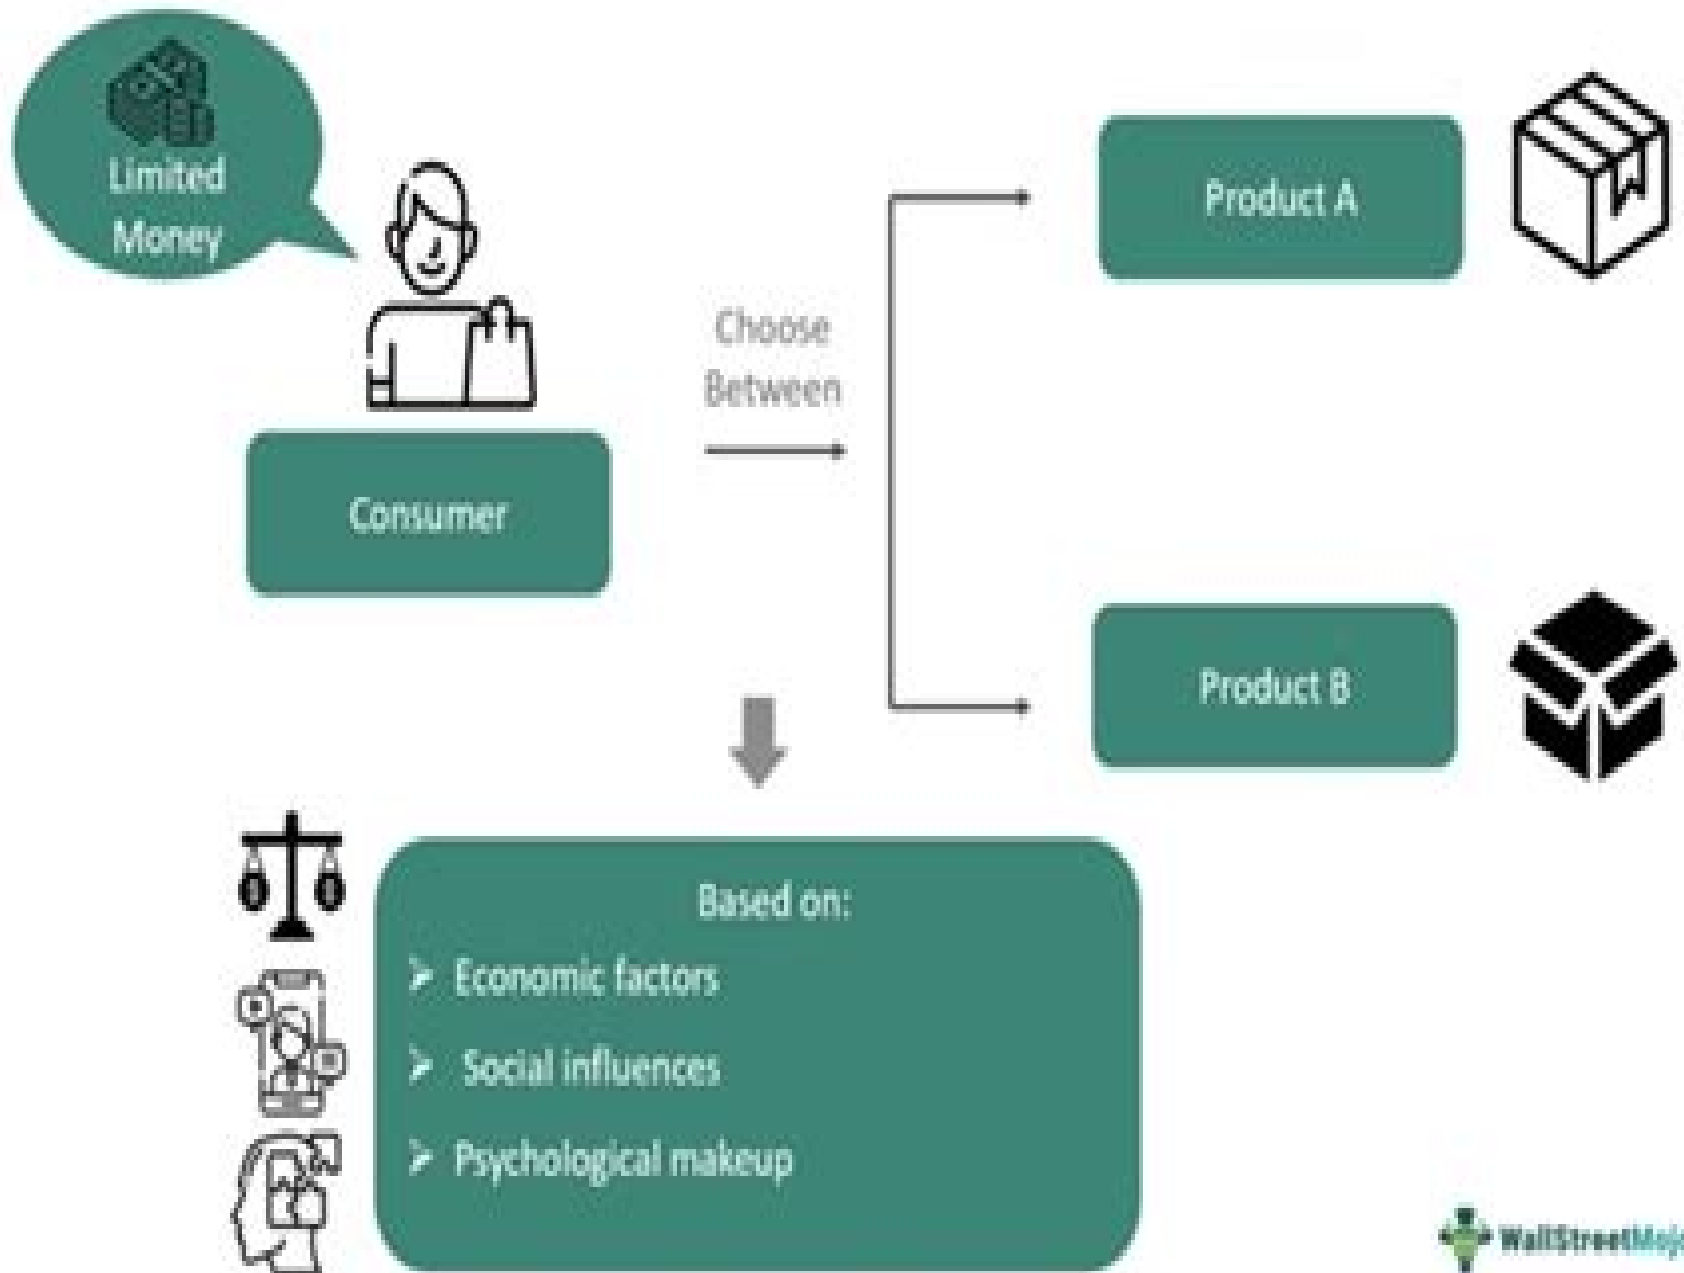 Limited
Money
Consumer
Choose
Between
Product A
Product B
Based on:
➤ Economic factors
➤ Social influences
➤ Psychological makeup
WallStreetMojo